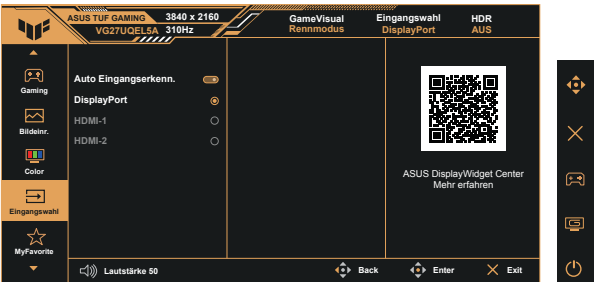 ASUS TUF GAMING 3840 x 2160
VG27UQEL5A 310Hz
GameVisual
Rennmodus
Eingangswahl
DisplayPort
HDR
AUS
Gaming
Bildeinr.
Color
Eingangswahl
MyFavorite
Auto Eingangserkenn.
DisplayPort
HDMI-1
HDMI-2
ASUS DisplayWidget Center
Mehr erfahren
Lautstärke 50
Back
Enter
Exit